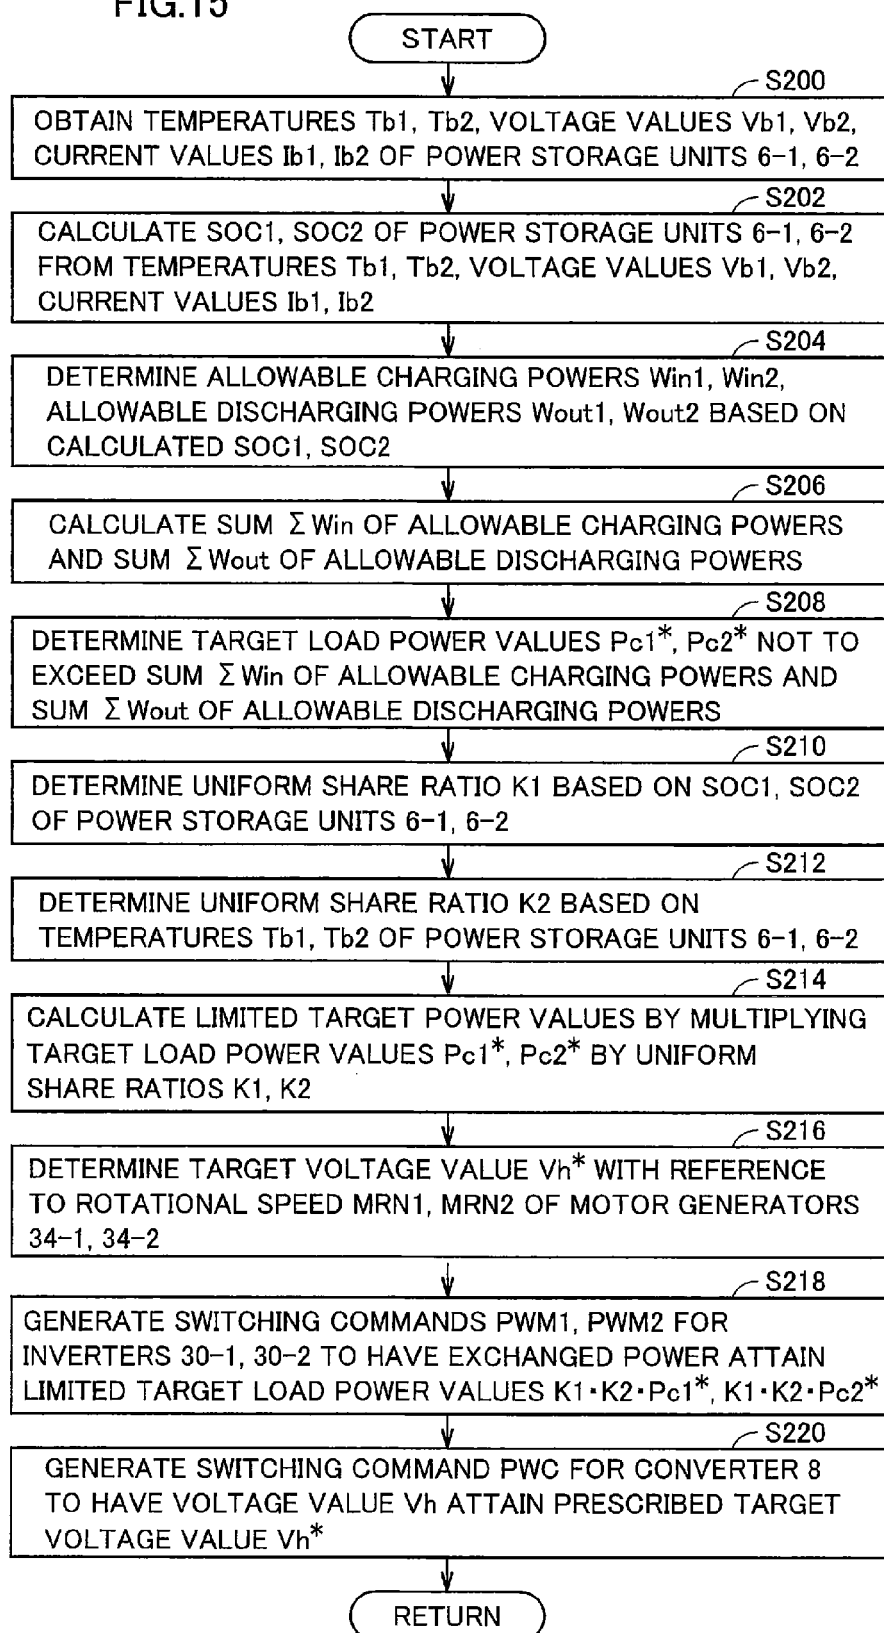 FIG.15
START
S200
OBTAIN TEMPERATURES Tb1, Tb2, VOLTAGE VALUES Vb1, Vb2,
CURRENT VALUES Ib1, Ib2 OF POWER STORAGE UNITS 6-1, 6-2
S202
CALCULATE SOC1, SOC2 OF POWER STORAGE UNITS 6-1, 6-2
FROM TEMPERATURES Tb1, Tb2, VOLTAGE VALUES Vb1, Vb2,
CURRENT VALUES Ib1, Ib2
S204
DETERMINE ALLOWABLE CHARGING POWERS Win1, Win2,
ALLOWABLE DISCHARGING POWERS Wout1, Wout2 BASED ON
CALCULATED SOC1, SOC2
S206
CALCULATE SUM ΣWin OF ALLOWABLE CHARGING POWERS
AND SUM ΣWout OF ALLOWABLE DISCHARGING POWERS
S208
DETERMINE TARGET LOAD POWER VALUES Pc1*, Pc2* NOT TO
EXCEED SUM ΣWin OF ALLOWABLE CHARGING POWERS AND
SUM ΣWout OF ALLOWABLE DISCHARGING POWERS
S210
DETERMINE UNIFORM SHARE RATIO K1 BASED ON SOC1, SOC2
OF POWER STORAGE UNITS 6-1, 6-2
S212
DETERMINE UNIFORM SHARE RATIO K2 BASED ON
TEMPERATURES Tb1, Tb2 OF POWER STORAGE UNITS 6-1, 6-2
S214
CALCULATE LIMITED TARGET POWER VALUES BY MULTIPLYING
TARGET LOAD POWER VALUES Pc1*, Pc2* BY UNIFORM
SHARE RATIOS K1, K2
S216
DETERMINE TARGET VOLTAGE VALUE Vh* WITH REFERENCE
TO ROTATIONAL SPEED MRN1, MRN2 OF MOTOR GENERATORS
34-1, 34-2
S218
GENERATE SWITCHING COMMANDS PWM1, PWM2 FOR
INVERTERS 30-1, 30-2 TO HAVE EXCHANGED POWER ATTAIN
LIMITED TARGET LOAD POWER VALUES K1・K2・Pc1*, K1・K2・Pc2*
S220
GENERATE SWITCHING COMMAND PWC FOR CONVERTER 8
TO HAVE VOLTAGE VALUE Vh ATTAIN PRESCRIBED TARGET
VOLTAGE VALUE Vh*
RETURN